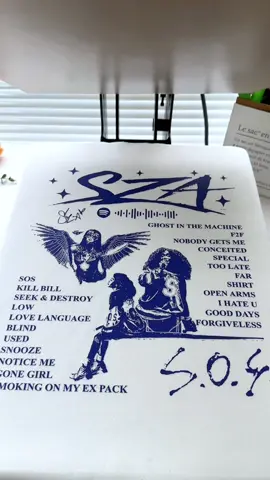 SZA
GHOST IN THE MACHINE
F2F
NOBODY GETS ME
CONCEITED
SPECIAL
TOO LATE
FAR
SHIRT
OPEN ARMS
I HATE U
GOOD DAYS
FORGIVELESS
SOS
KILL BILL
SEEK & DESTROY
LOW
LOVE LANGUAGE
BLIND
USED
SNOOZE
NOTICE ME
GONE GIRL
SMOKING ON MY EX PACK
S.O.S